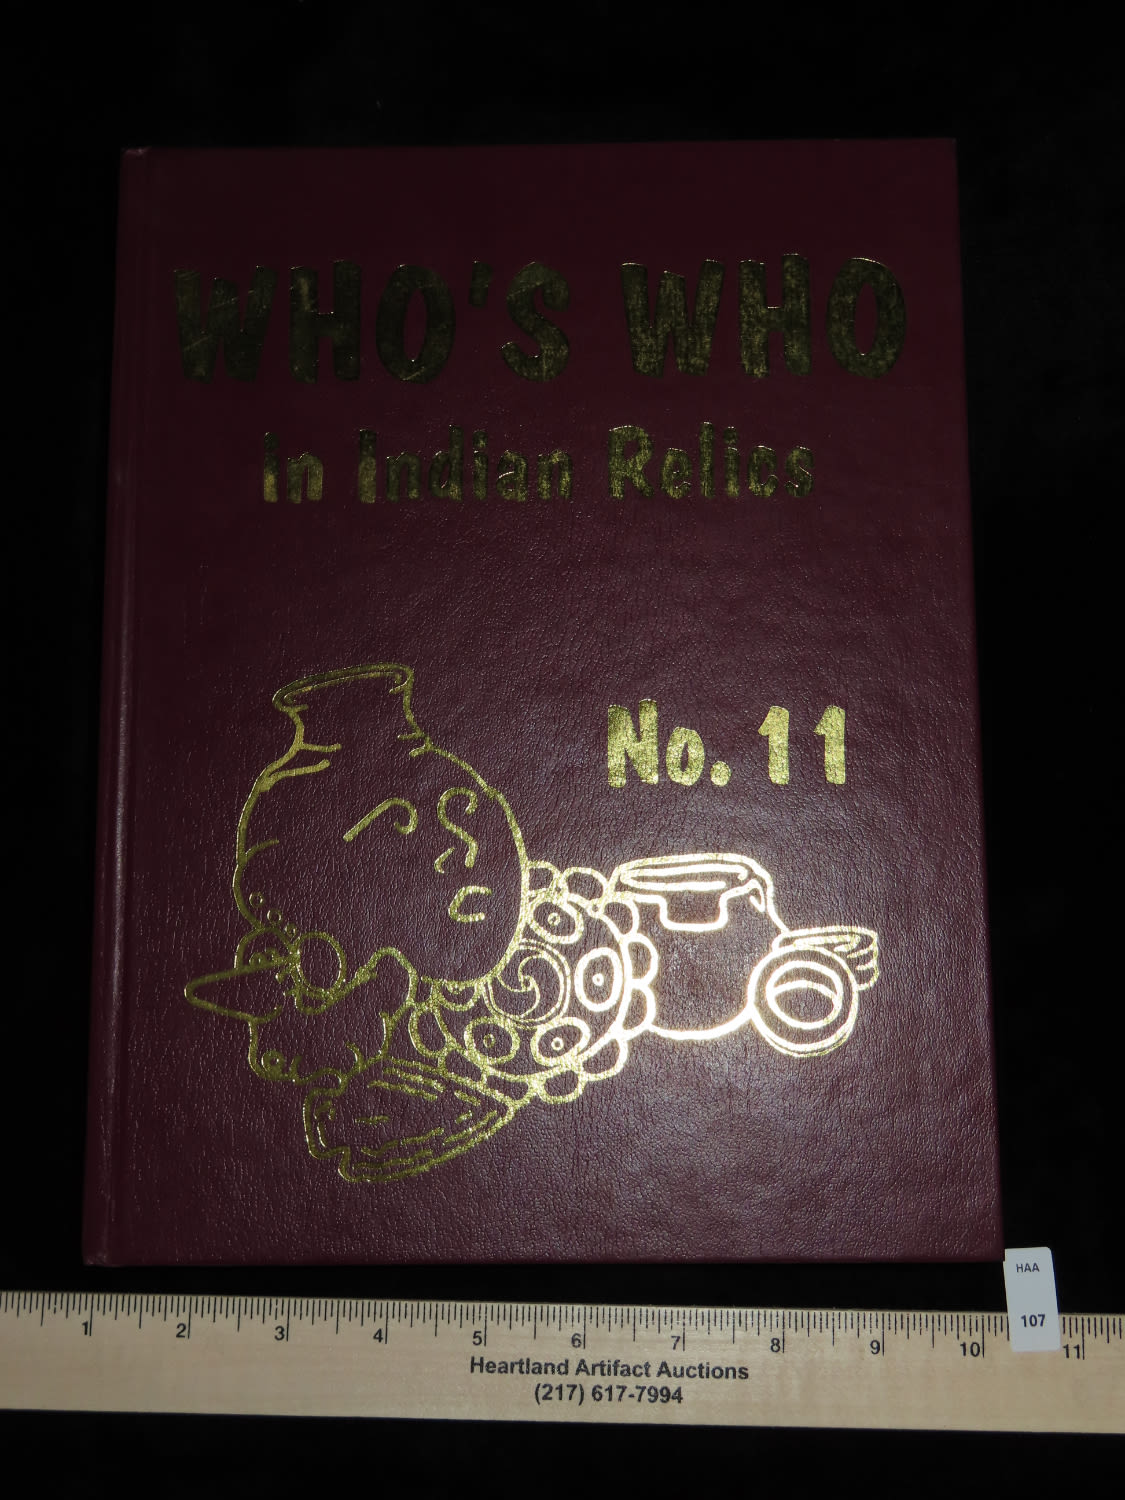 WHO'S WHO
In Indian Relics
No. 11
HAA
107
1 2 3 4 5 6 7 8 9 10 11
Heartland Artifact Auctions
(217) 617-7994